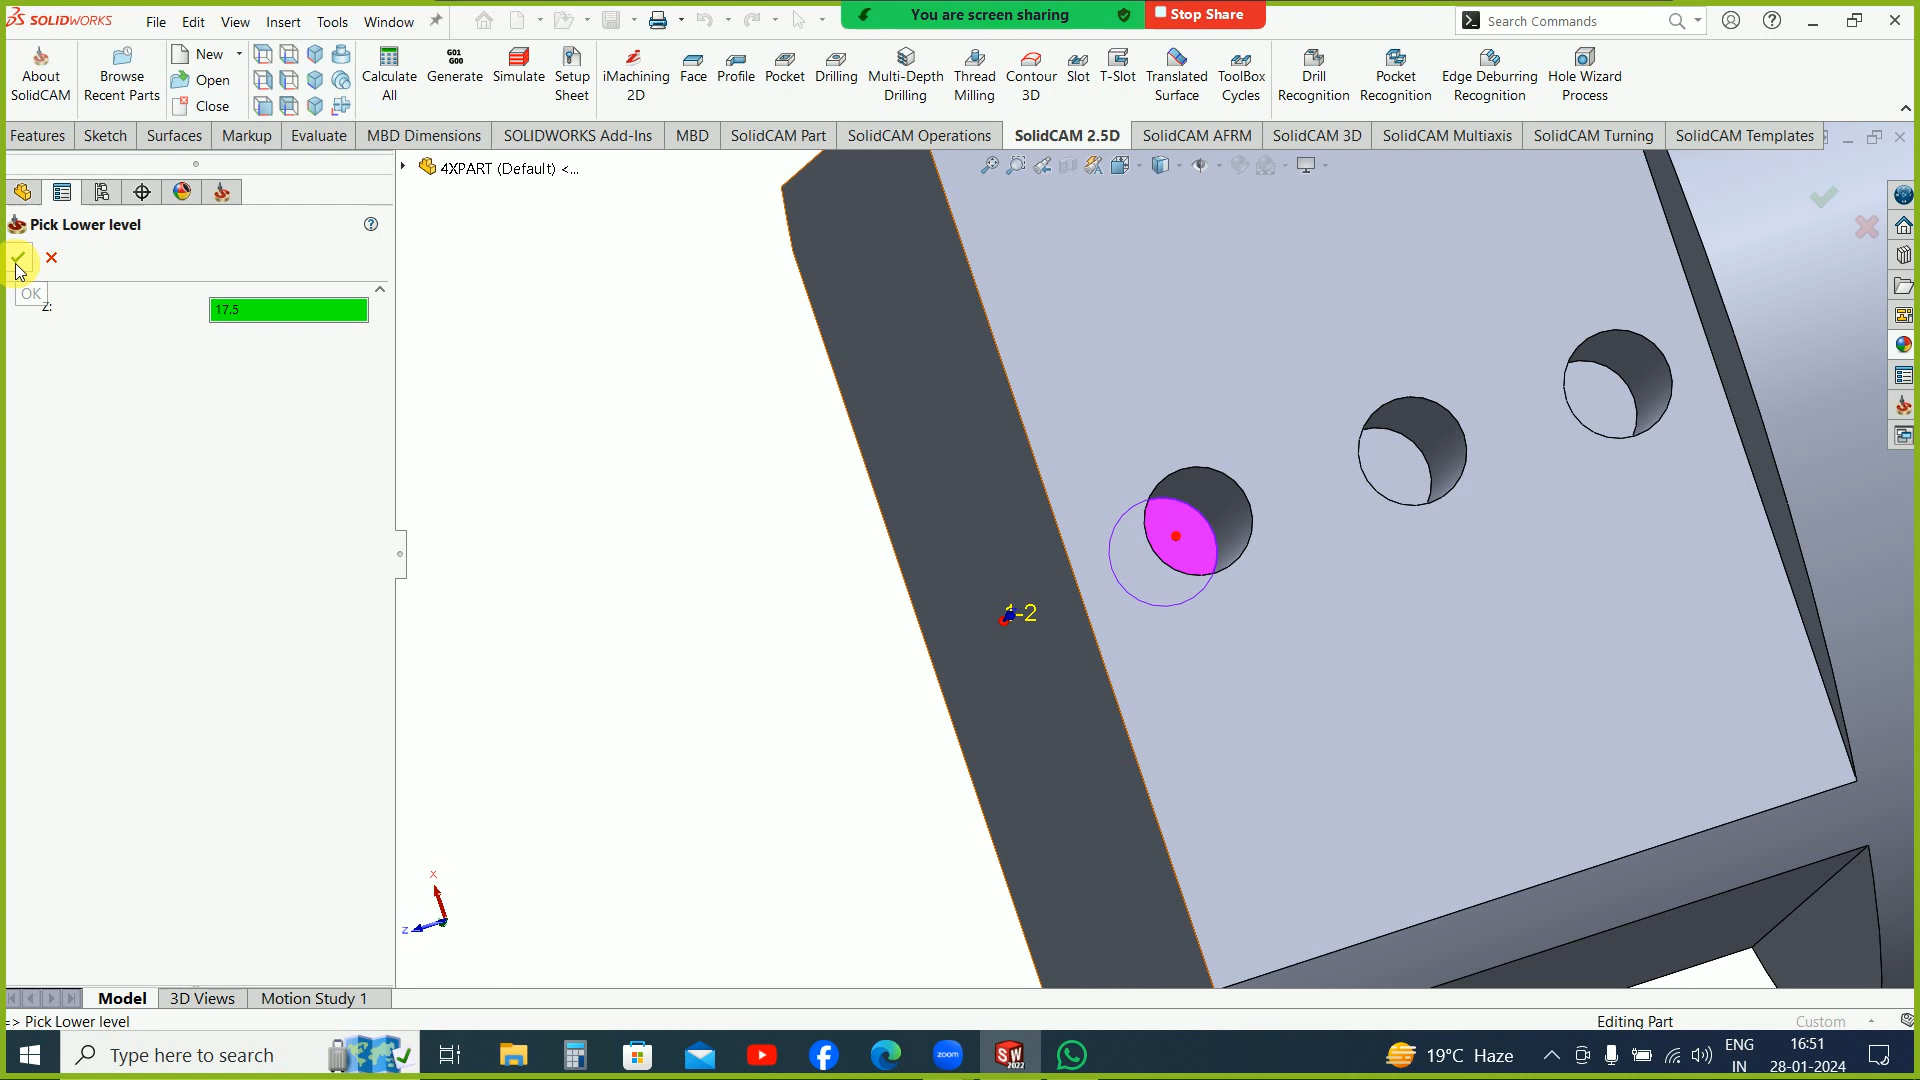 SOLIDWORKS File Edit View Insert Tools Window
You are screen sharing Stop Share
Search Commands
About SolidCAM
Browse Recent Parts
New
Open
Close
Calculate All
G01 G00
Generate
Simulate
Setup Sheet
iMachining 2D
Face
Profile
Pocket
Drilling
Multi-Depth Drilling
Thread Milling
Contour 3D
Slot
T-Slot
Translated Surface
ToolBox Cycles
Drill Recognition
Pocket Recognition
Edge Deburring Recognition
Hole Wizard Process
Features Sketch Surfaces Markup Evaluate MBD Dimensions SOLIDWORKS Add-Ins MBD SolidCAM Part SolidCAM Operations SolidCAM 2.5D SolidCAM AFRM SolidCAM 3D SolidCAM Multiaxis SolidCAM Turning SolidCAM Templates
4XPART (Default) <...
Pick Lower level
OK
Z:
17.5
-2
X
Z
Model 3D Views Motion Study 1
=> Pick Lower level
Editing Part
Custom
Type here to search
zoom
SW 2022
19°C Haze
ENG IN
16:51
28-01-2024